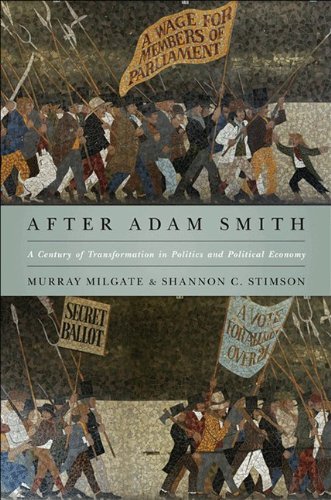 A WAGE FOR
MEMBERS OF
PARLIAMENT
AFTER ADAM SMITH
A Century of Transformation in Politics and Political Economy
MURRAY MILGATE & SHANNON C. STIMSON
SECRET
BALLOT
A VOTE
FOR ALL
OVER 21